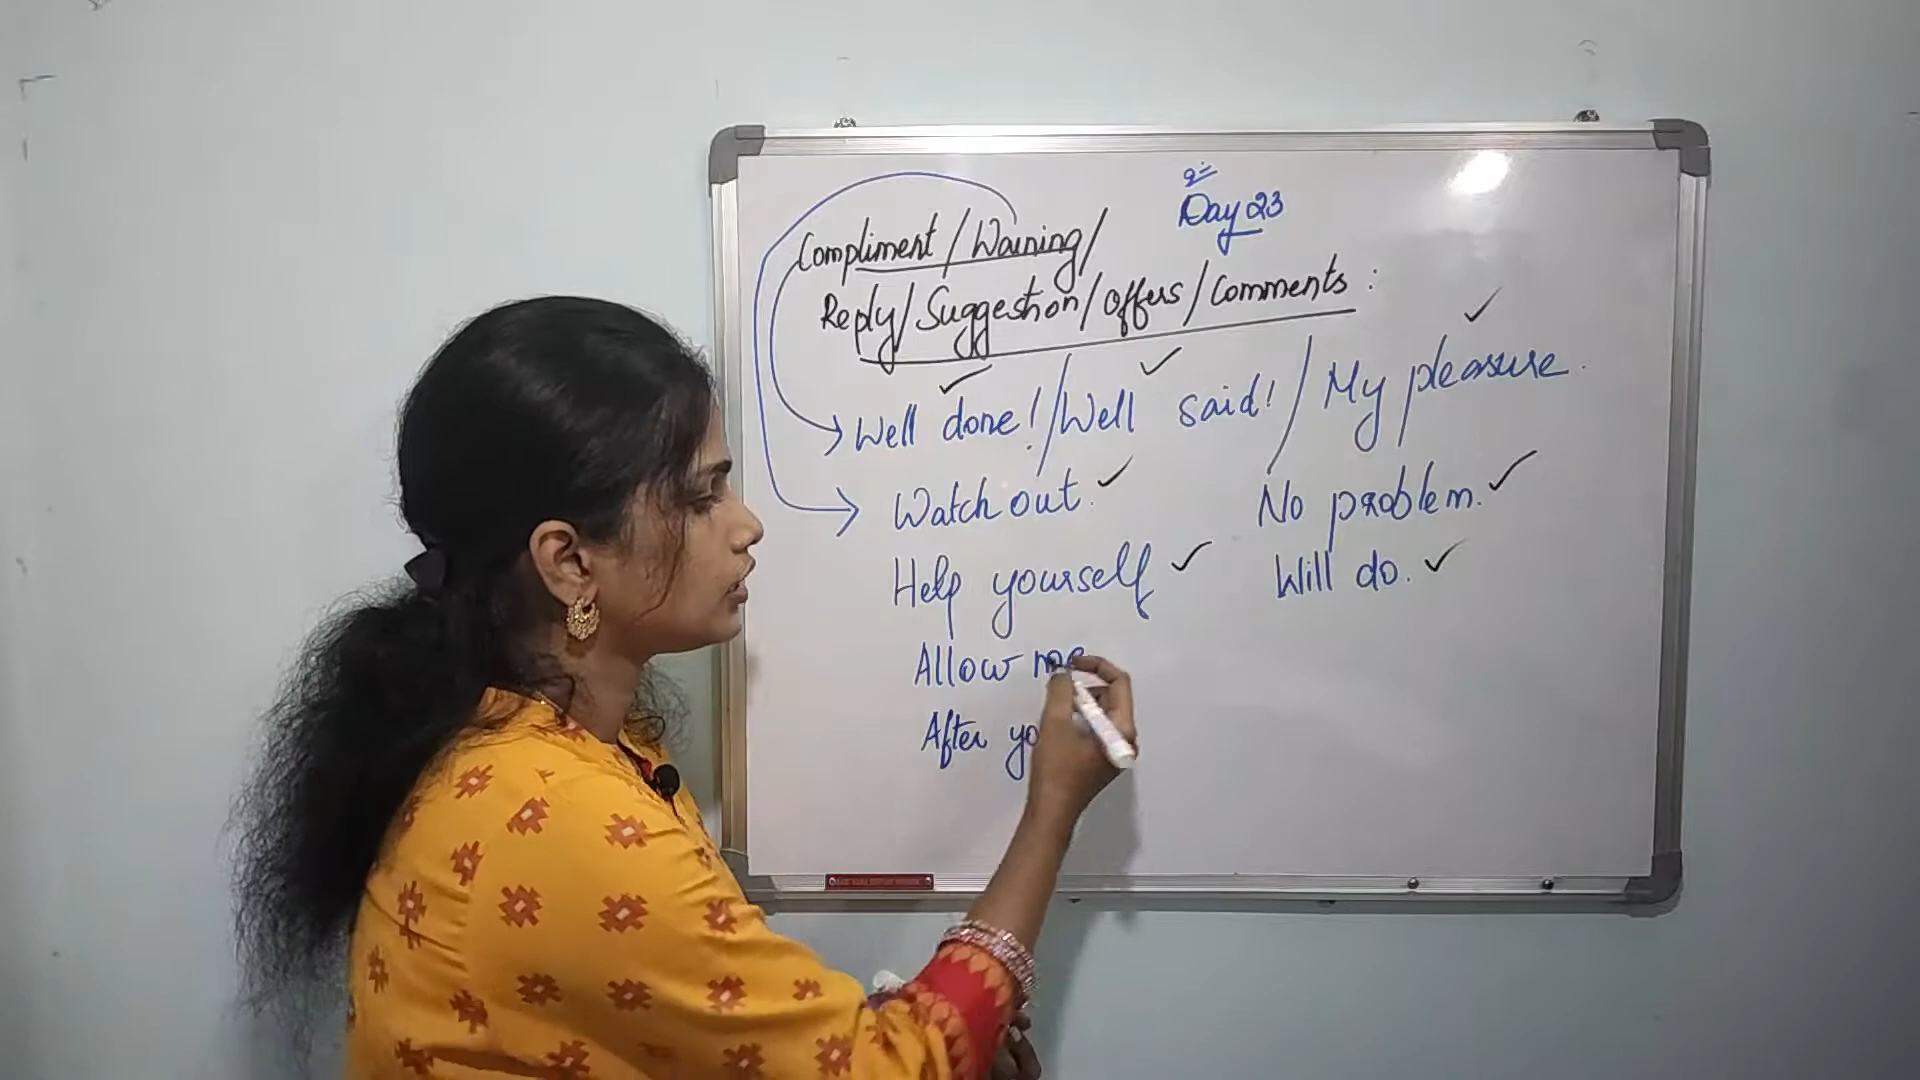 Day 23
Compliment / Warning /
Reply / Suggestion / Offers / Comments :
Well done! / Well said! / My pleasure.
Watch out. No problem.
Help yourself Will do.
Allow me
After